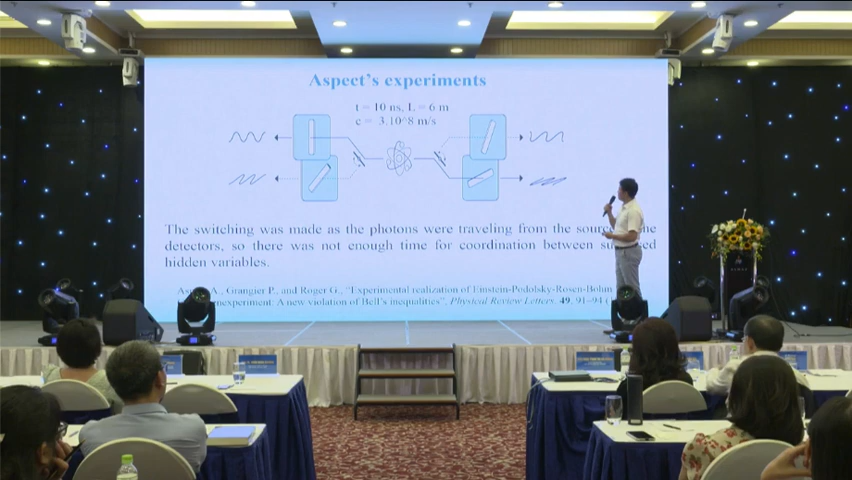 Aspect's experiments
t = 10 ns, L = 6 m
c = 3.10^8 m/s
The switching was made as the photons were traveling from the
detectors, so there was not enough time for coordination between
hidden variables.
A., Grangier P., and Roger G., "Experimental realization of Einstein-Podolsky-Rosen-Bohm
experiment: A new violation of Bell's inequalities", Physical Review Letters. 49. 91–94